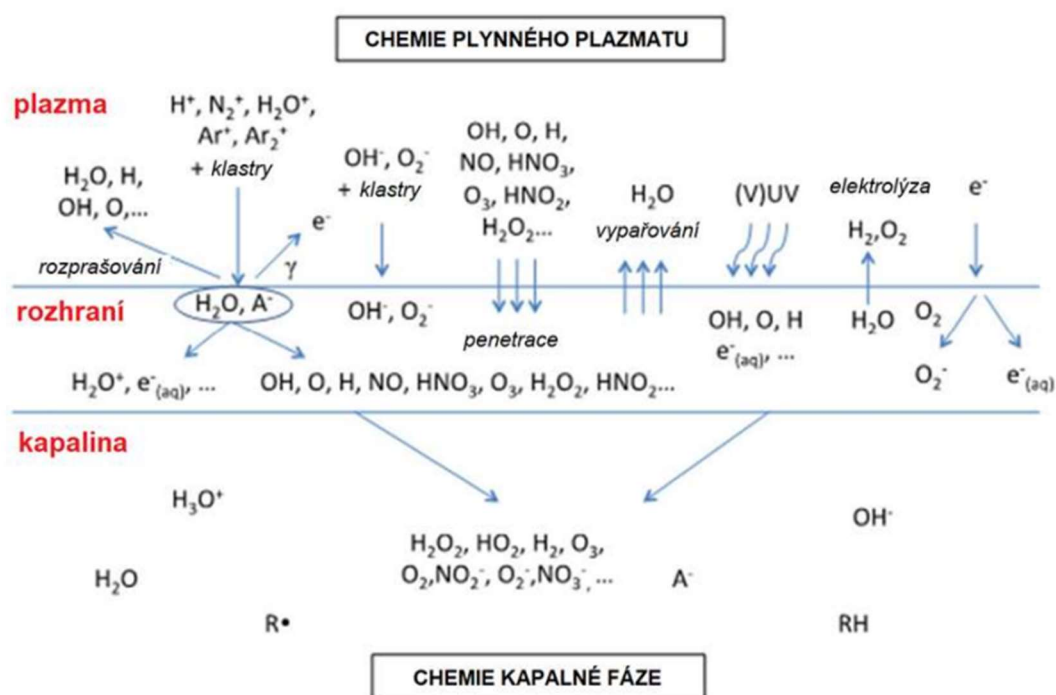 CHEMIE PLYNNÉHO PLAZMATU
plazma
H⁺, N₂⁺, H₂O⁺,
Ar⁺, Ar₂⁺
+ klastry
H₂O, H,
OH, O,...
rozprašování
e⁻
γ
OH⁻, O₂⁻
+ klastry
OH, O, H,
NO, HNO₃,
O₃, HNO₂,
H₂O₂...
H₂O
vypařování
(V)UV
elektrolýza
H₂,O₂
e⁻
rozhraní
H₂O, A⁻
OH⁻, O₂⁻
penetrace
OH, O, H
e⁻(aq), ...
H₂O
O₂
O₂⁻
e⁻(aq)
H₂O⁺, e⁻(aq), ...
OH, O, H, NO, HNO₃, O₃, H₂O₂, HNO₂...
kapalina
H₃O⁺
H₂O
R•
H₂O₂, HO₂, H₂, O₃,
O₂,NO₂⁻, O₂⁻,NO₃⁻, ...
A⁻
OH⁻
RH
CHEMIE KAPALNÉ FÁZE